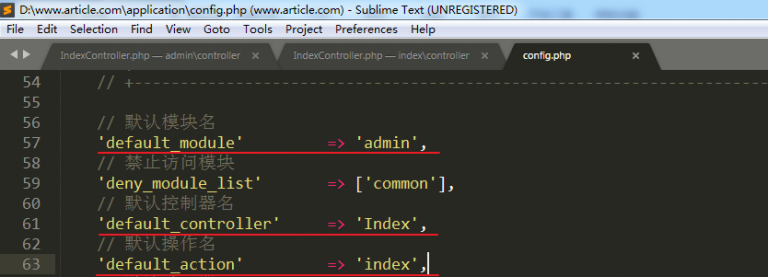 D:\www.article.com\application\config.php (www.article.com) - Sublime Text (UNREGISTERED)
File Edit Selection Find View Goto Tools Project Preferences Help
IndexController.php — admin\controller × IndexController.php — index\controller × config.php ×
54 // +----------------------------------------------------------------------
55
56 // 默认模块名
57 'default_module' => 'admin',
58 // 禁止访问模块
59 'deny_module_list' => ['common'],
60 // 默认控制器名
61 'default_controller' => 'Index',
62 // 默认操作名
63 'default_action' => 'index',